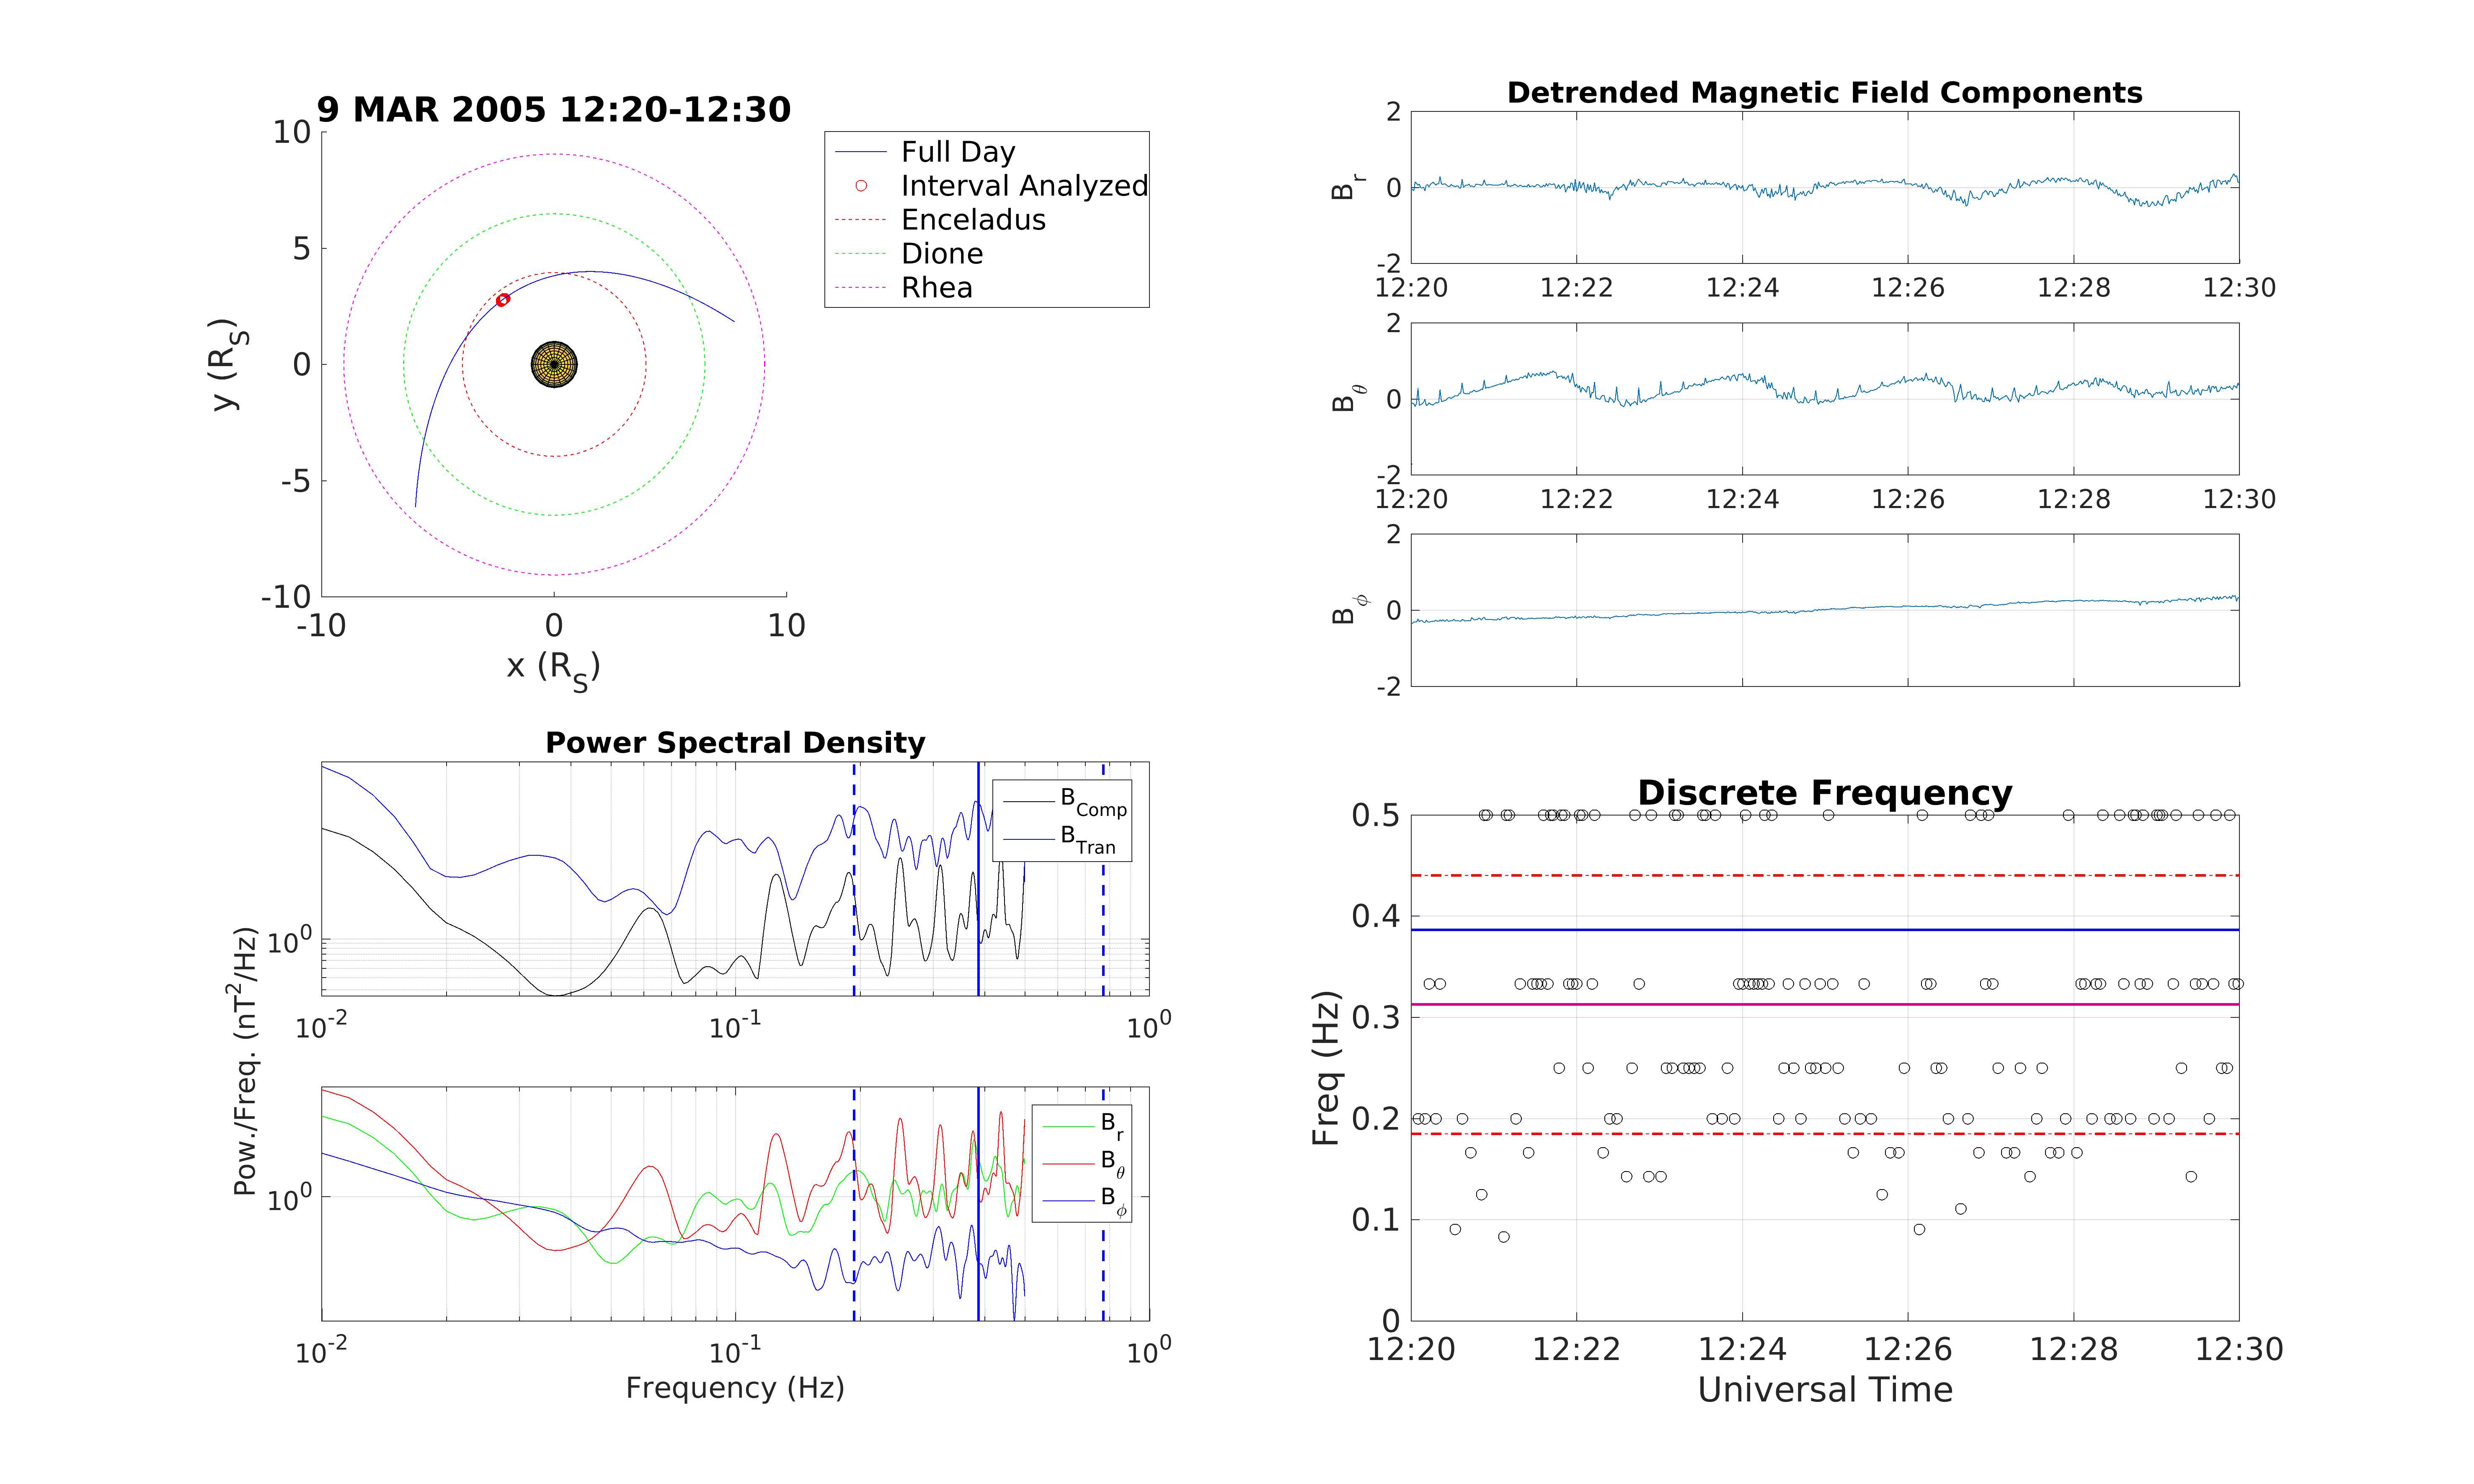 9 MAR 2005 12:20-12:30
10
5
0
-5
-10
-10
0
10
y (R_S)
x (R_S)
Full Day
Interval Analyzed
Enceladus
Dione
Rhea
Detrended Magnetic Field Components
B_r
2
0
-2
12:20
12:22
12:24
12:26
12:28
12:30
B_θ
2
0
-2
12:20
12:22
12:24
12:26
12:28
12:30
B_ϕ
2
0
-2
Power Spectral Density
B_Comp
B_Tran
10^0
10^-2
10^-1
10^0
Pow./Freq. (nT^2/Hz)
B_r
B_θ
B_ϕ
10^0
10^-2
10^-1
10^0
Frequency (Hz)
Discrete Frequency
0.5
0.4
0.3
0.2
0.1
0
Freq (Hz)
12:20
12:22
12:24
12:26
12:28
12:30
Universal Time